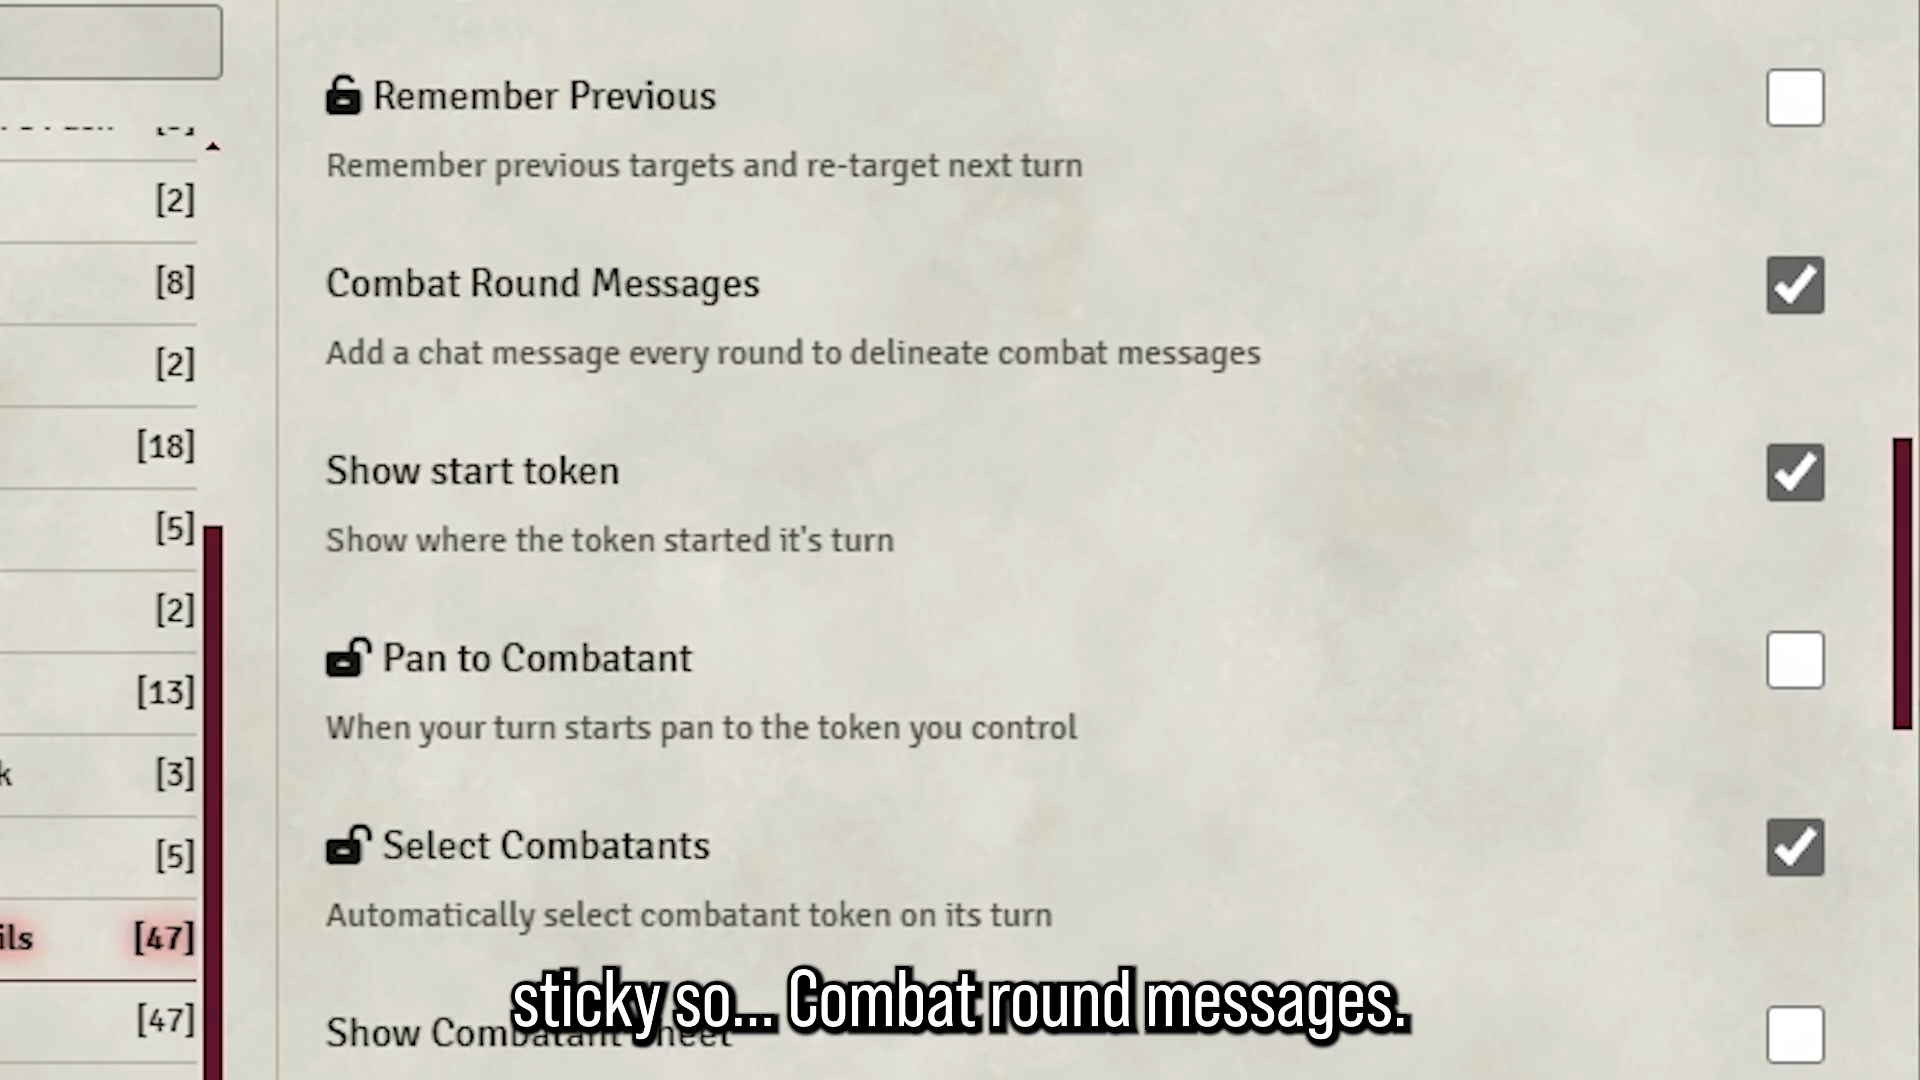 Remember Previous
Remember previous targets and re-target next turn
Combat Round Messages
Add a chat message every round to delineate combat messages
Show start token
Show where the token started it's turn
Pan to Combatant
When your turn starts pan to the token you control
Select Combatants
Automatically select combatant token on its turn
Show Combatant Sheet
sticky so... Combat round messages.
[2]
[8]
[2]
[18]
[5]
[2]
[13]
k [3]
[5]
ils [47]
[47]